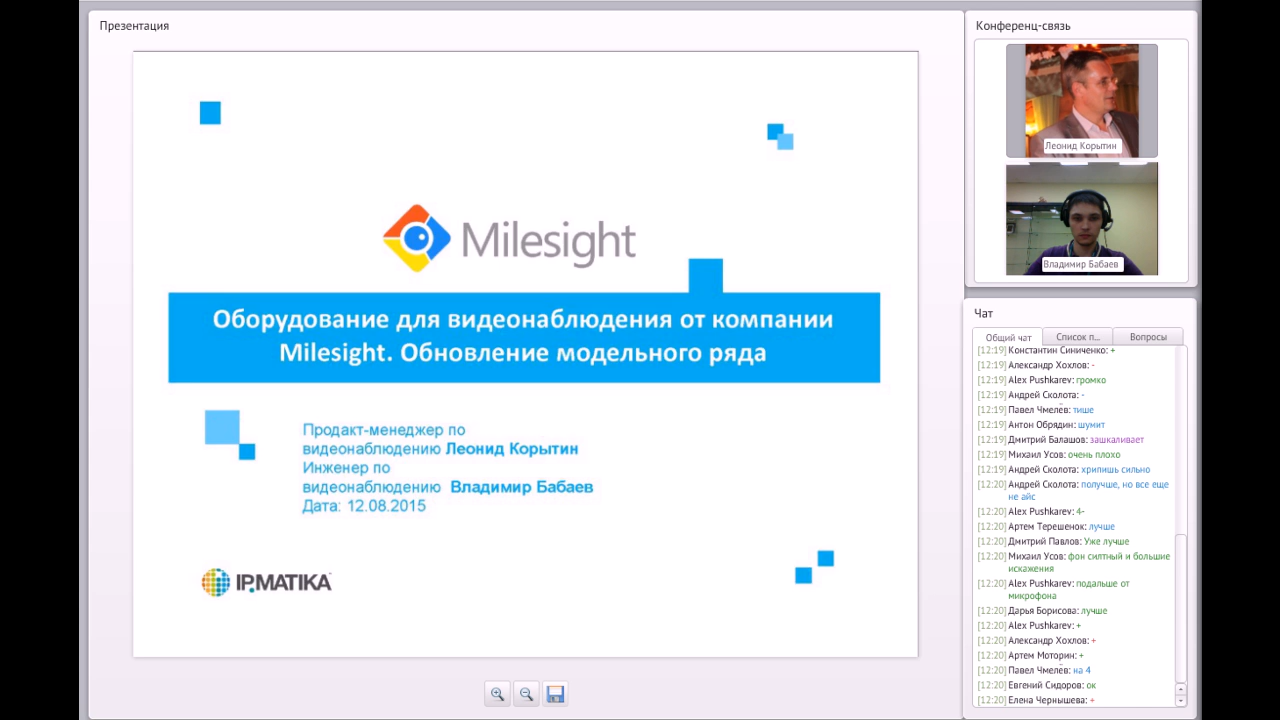 Презентация
Milesight
Оборудование для видеонаблюдения от компании
Milesight. Обновление модельного ряда
Продакт-менеджер по
видеонаблюдению Леонид Корытин
Инженер по
видеонаблюдению Владимир Бабаев
Дата: 12.08.2015
IPMATIKA
Конференц-связь
Леонид Корытин
Владимир Бабаев
Чат
Общий чат
Список п...
Вопросы
[12:19] Константин Синиченко: +
[12:19] Александр Хохлов: -
[12:19] Alex Pushkarev: громко
[12:19] Андрей Сколота: -
[12:19] Павел Чмелёв: тише
[12:19] Антон Обрядин: шумит
[12:19] Дмитрий Балашов: зашкаливает
[12:19] Михаил Усов: очень плохо
[12:19] Андрей Сколота: хрипишь сильно
[12:20] Андрей Сколота: получше, но все еще
не айс
[12:20] Alex Pushkarev: 4-
[12:20] Артем Терешенок: лучше
[12:20] Дмитрий Павлов: Уже лучше
[12:20] Михаил Усов: фон силтный и большие
искажения
[12:20] Alex Pushkarev: подальше от
микрофона
[12:20] Дарья Борисова: лучше
[12:20] Alex Pushkarev: +
[12:20] Александр Хохлов: +
[12:20] Артем Моторин: +
[12:20] Павел Чмелёв: на 4
[12:20] Евгений Сидоров: ок
[12:20] Елена Чернышева: +